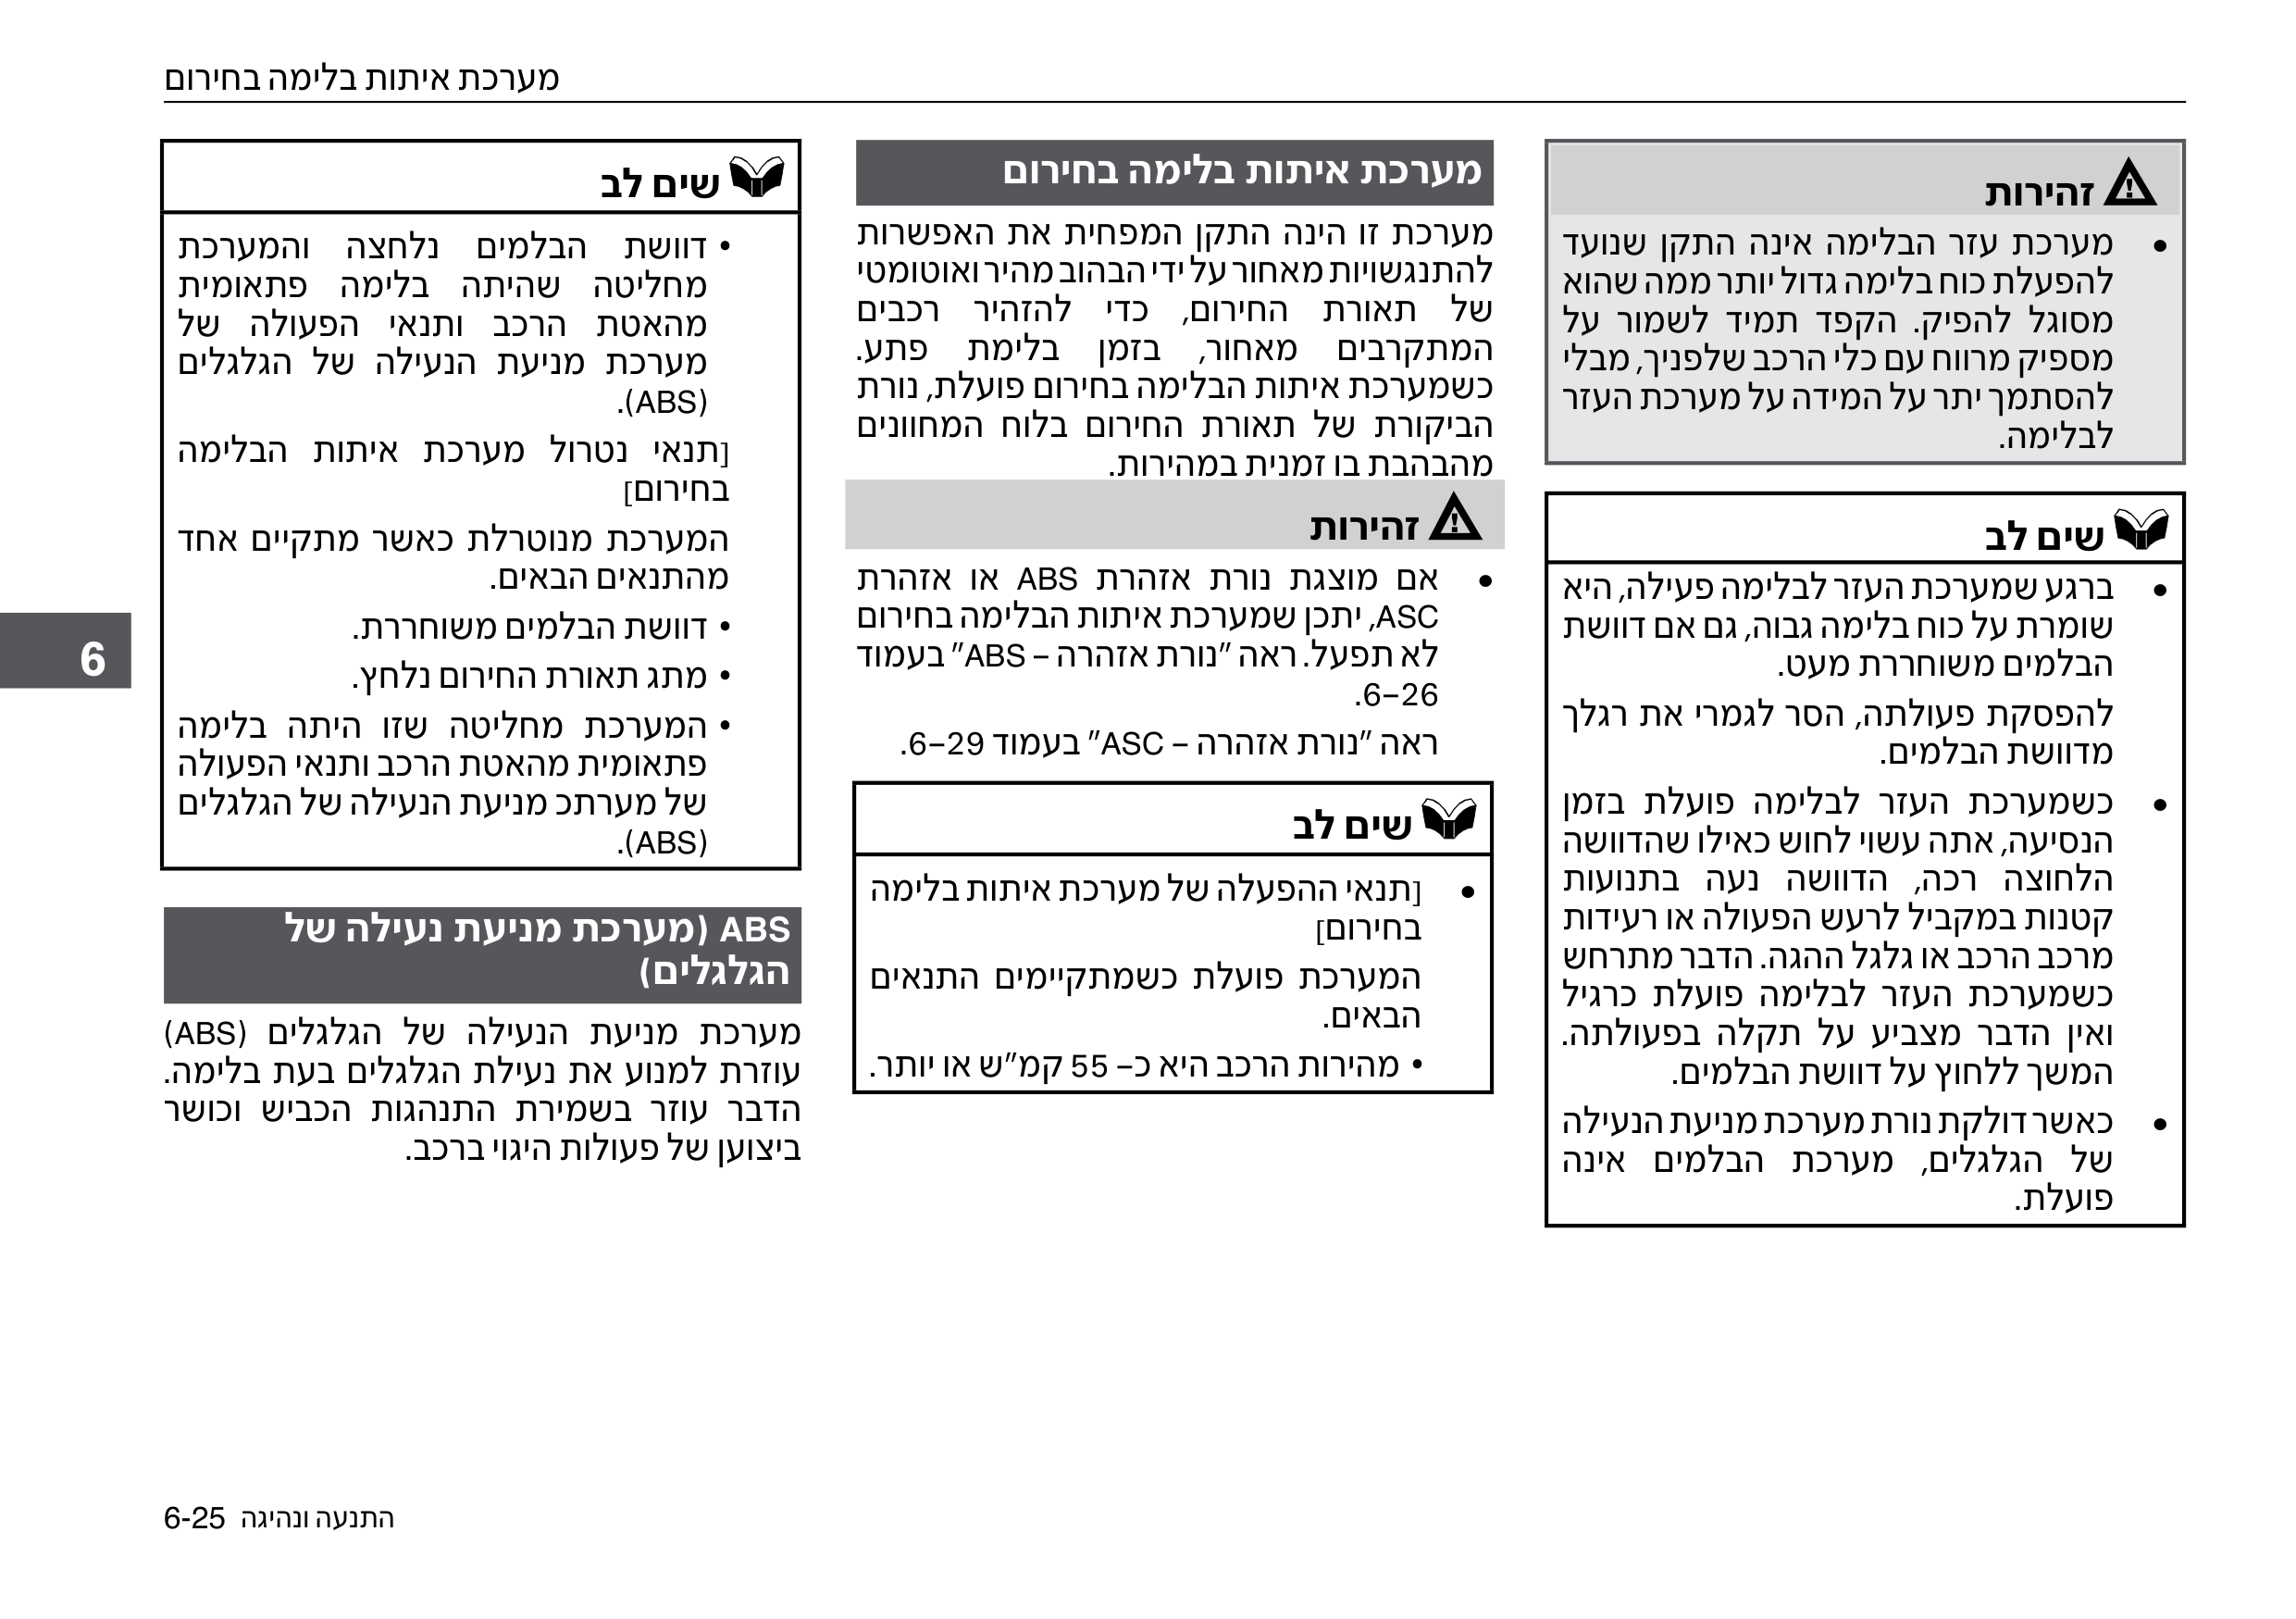 מערכת איתות בלימה בחירום
זהירות
• מערכת עזר הבלימה אינה התקן שנועד
להפעלת כוח בלימה גדול יותר ממה שהוא
מסוגל להפיק. הקפד תמיד לשמור על
מספיק מרווח עם כלי הרכב שלפניך, מבלי
להסתמך יתר על המידה על מערכת העזר
לבלימה.
שים לב
• ברגע שמערכת העזר לבלימה פעילה, היא
שומרת על כוח בלימה גבוה, גם אם דוושת
הבלמים משוחררת מעט.
להפסקת פעולתה, הסר לגמרי את רגלך
מדוושת הבלמים.
• כשמערכת העזר לבלימה פועלת בזמן
הנסיעה, אתה עשוי לחוש כאילו שהדוושה
הלחוצה רכה, הדוושה נעה בתנועות
קטנות במקביל לרעש הפעולה או רעידות
מרכב הרכב או גלגל ההגה. הדבר מתרחש
כשמערכת העזר לבלימה פועלת כרגיל
ואין הדבר מצביע על תקלה בפעולתה.
המשך ללחוץ על דוושת הבלמים.
• כאשר דולקת נורת מערכת מניעת הנעילה
של הגלגלים, מערכת הבלמים אינה
פועלת.
מערכת איתות בלימה בחירום
מערכת זו הינה התקן המפחית את האפשרות
להתנגשויות מאחור על ידי הבהוב מהיר ואוטומטי
של תאורת החירום, כדי להזהיר רכבים
המתקרבים מאחור, בזמן בלימת פתע.
כשמערכת איתות הבלימה בחירום פועלת, נורת
הביקורת של תאורת החירום בלוח המחוונים
מהבהבת בו זמנית במהירות.
זהירות
• אם מוצגת נורת אזהרת ABS או אזהרת
ASC, יתכן שמערכת איתות הבלימה בחירום
לא תפעל. ראה "נורת אזהרה – ABS" בעמוד
6–26.
ראה "נורת אזהרה – ASC" בעמוד 6–29.
שים לב
• [תנאי ההפעלה של מערכת איתות בלימה
בחירום]
המערכת פועלת כשמתקיימים התנאים
הבאים.
• מהירות הרכב היא כ– 55 קמ"ש או יותר.
שים לב
• דוושת הבלמים נלחצה והמערכת
מחליטה שהיתה בלימה פתאומית
מהאטת הרכב ותנאי הפעולה של
מערכת מניעת הנעילה של הגלגלים
(ABS).
[תנאי נטרול מערכת איתות הבלימה
בחירום]
המערכת מנוטרלת כאשר מתקיים אחד
מהתנאים הבאים.
• דוושת הבלמים משוחררת.
• מתג תאורת החירום נלחץ.
• המערכת מחליטה שזו היתה בלימה
פתאומית מהאטת הרכב ותנאי הפעולה
של מערתכ מניעת הנעילה של הגלגלים
(ABS).
ABS (מערכת מניעת נעילה של
הגלגלים)
מערכת מניעת הנעילה של הגלגלים (ABS)
עוזרת למנוע את נעילת הגלגלים בעת בלימה.
הדבר עוזר בשמירת התנהגות הכביש וכושר
ביצוען של פעולות היגוי ברכב.
6
התנעה ונהיגה 6-25